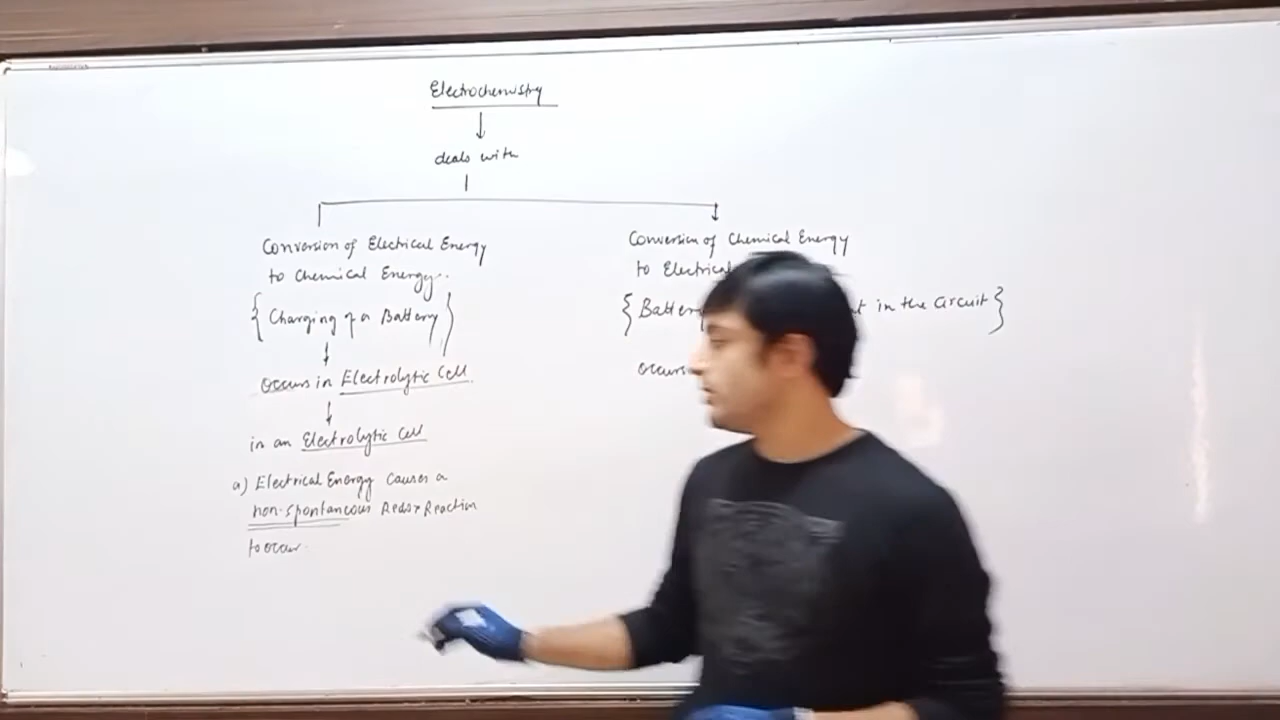 Electrochemistry
deals with
Conversion of Electrical Energy
to Chemical Energy.
{ Charging of a Battery }
Occurs in Electrolytic Cell
in an Electrolytic Cell
a) Electrical Energy Causes a
non-spontaneous Redox Reaction
to occur.
Conversion of Chemical Energy
to Electrical
{ Battery in the Circuit }
occurs